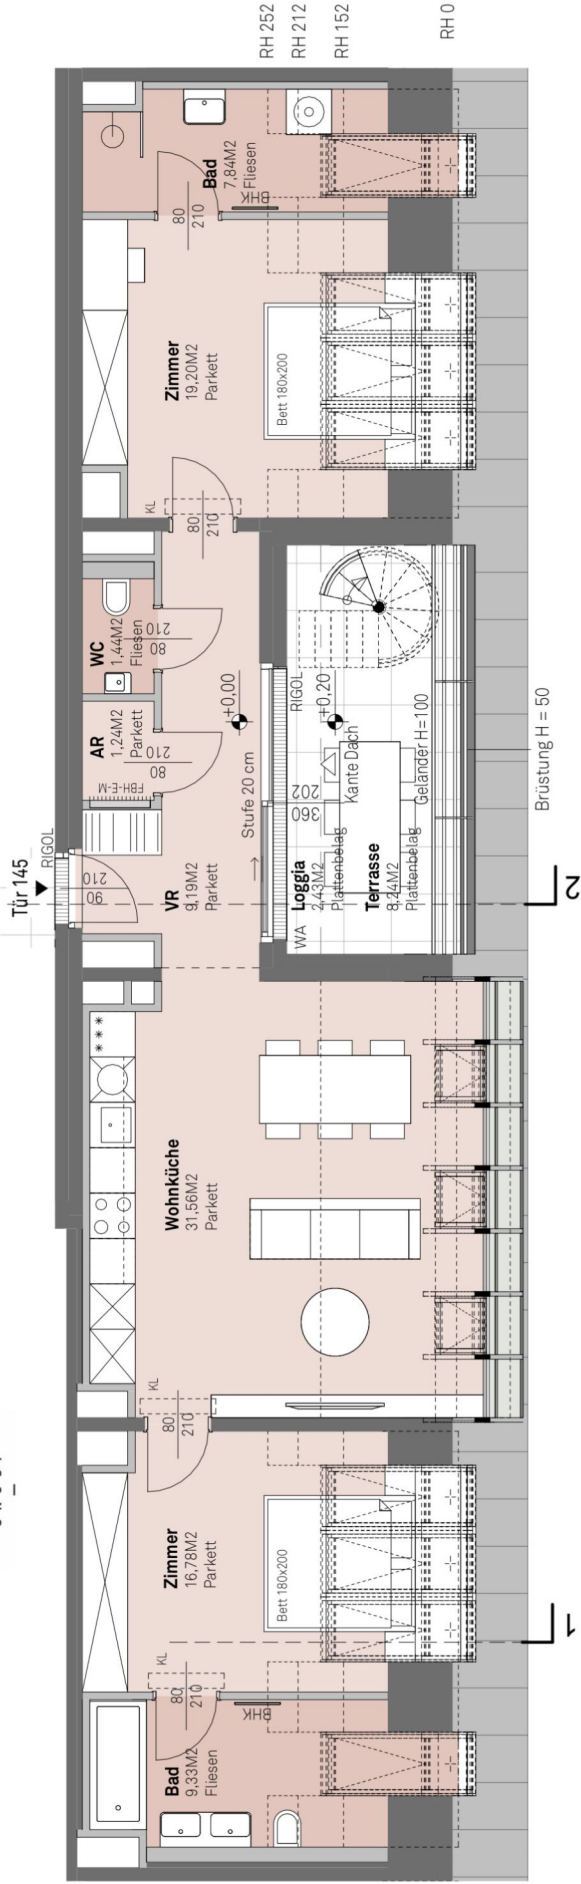 RH 252
RH 212
RH 152
RH 0
Bad
7,84M2
Fliesen
BHK
80
210
Zimmer
19,20M2
Parkett
Bett 180x200
KL
80
210
WC
1,44M2
Fliesen
80
210
AR
1,24M2
Parkett
80
210
FBH-E-M
+0,00
RIGOL
+0,20
Kante Dach
Geländer H=100
Brüstung H = 50
Stufe 20 cm
360
202
Tür 145
RIGOL
90
210
VR
9,19M2
Parkett
WA
Loggia
2,43M2
Plattenbelag
Terrasse
8,24M2
Plattenbelag
2
Wohnküche
31,56M2
Parkett
KL
80
210
Zimmer
16,78M2
Parkett
Bett 180x200
1
KL
80
210
BHK
Bad
9,33M2
Fliesen